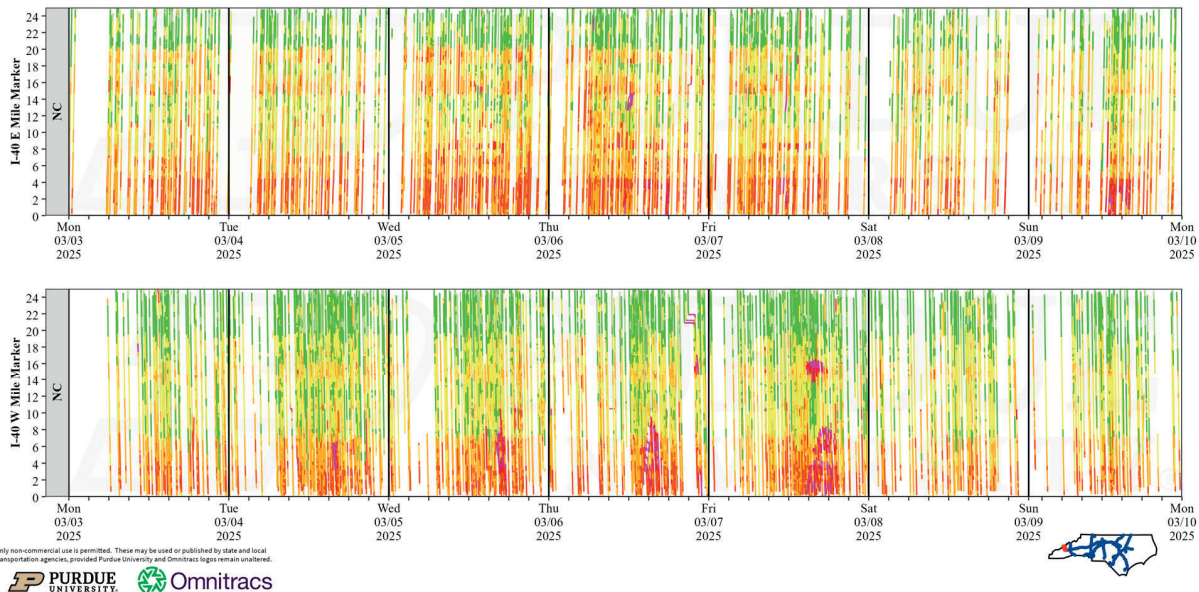 I-40 E Mile Marker
NC
24
22
20
18
16
14
12
10
8
6
4
2
0
Mon Tue Wed Thu Fri Sat Sun Mon
03/03 03/04 03/05 03/06 03/07 03/08 03/09 03/10
2025 2025 2025 2025 2025 2025 2025 2025
I-40 W Mile Marker
NC
24
22
20
18
16
14
12
10
8
6
4
2
0
Mon Tue Wed Thu Fri Sat Sun Mon
03/03 03/04 03/05 03/06 03/07 03/08 03/09 03/10
2025 2025 2025 2025 2025 2025 2025 2025
nly non-commercial use is permitted. These may be used or published by state and local
ansportation agencies, provided Purdue University and Omnitracs logos remain unaltered.
PURDUE
UNIVERSITY®
Omnitracs